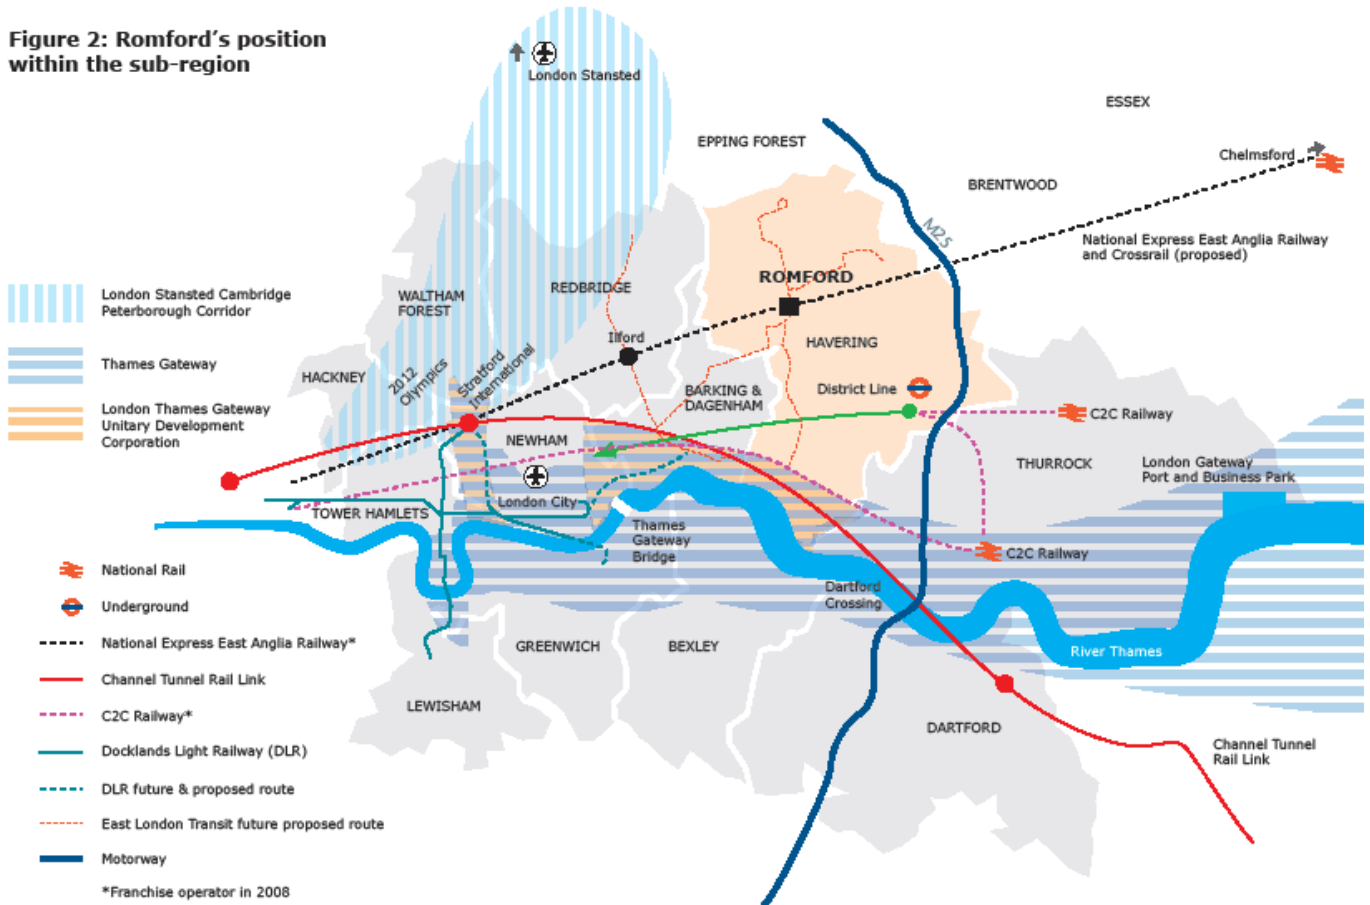 Figure 2: Romford's position
within the sub-region
London Stansted
ESSEX
EPPING FOREST
Chelmsford
BRENTWOOD
M25
National Express East Anglia Railway
and Crossrail (proposed)
ROMFORD
REDBRIDGE
WALTHAM
FOREST
London Stansted Cambridge
Peterborough Corridor
Ilford
HAVERING
Thames Gateway
HACKNEY
2012
Olympics
Stratford
International
BARKING &
DAGENHAM
District Line
C2C Railway
London Thames Gateway
Unitary Development
Corporation
NEWHAM
THURROCK
London Gateway
Port and Business Park
London City
TOWER HAMLETS
Thames
Gateway
Bridge
C2C Railway
Dartford
Crossing
National Rail
Underground
National Express East Anglia Railway*
GREENWICH
BEXLEY
River Thames
Channel Tunnel Rail Link
LEWISHAM
C2C Railway*
DARTFORD
Channel Tunnel
Rail Link
Docklands Light Railway (DLR)
DLR future & proposed route
East London Transit future proposed route
Motorway
*Franchise operator in 2008